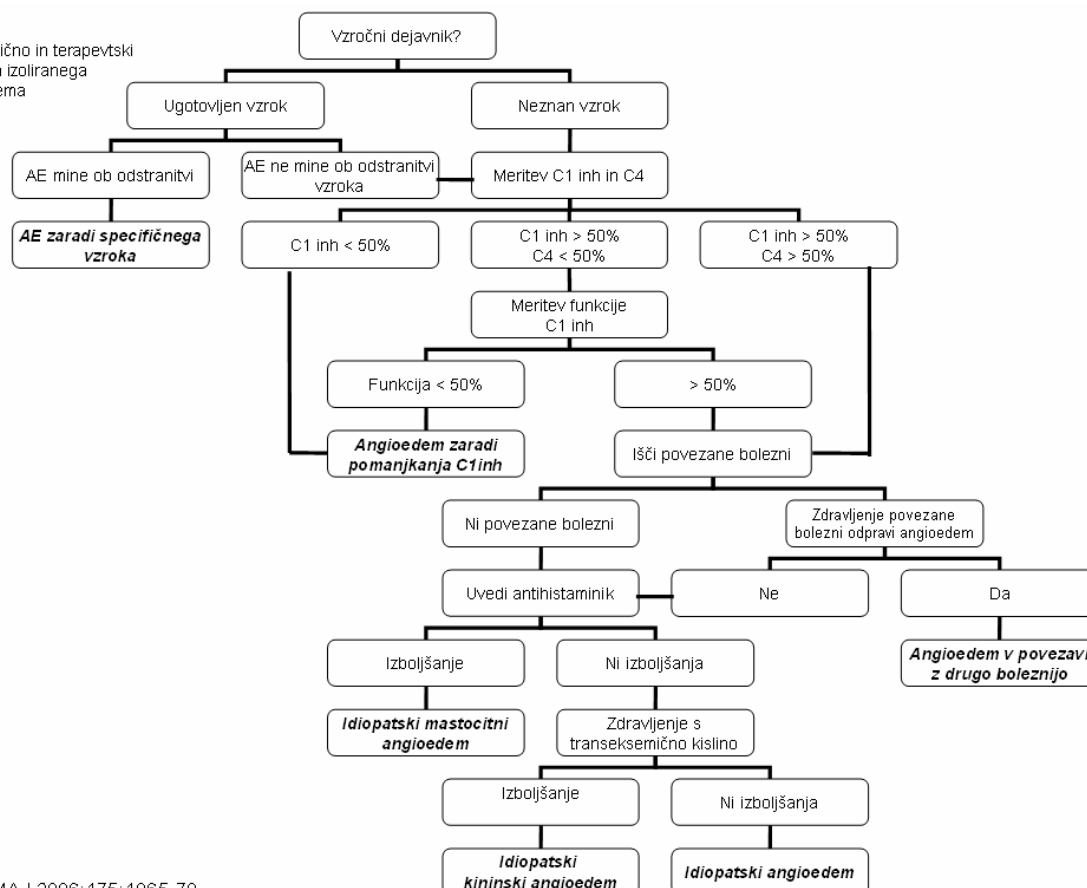 Vzročni dejavnik?
ično in terapevtski
izoliranega
ema
Ugotovljen vzrok
Neznan vzrok
AE mine ob odstranitvi
AE ne mine ob odstranitvi
vzroka
Meritev C1 inh in C4
AE zaradi specifičnega
vzroka
C1 inh < 50%
C1 inh > 50%
C4 < 50%
C1 inh > 50%
C4 > 50%
Meritev funkcije
C1 inh
Funkcija < 50%
> 50%
Angioedem zaradi
pomanjkanja C1inh
Išči povezane bolezni
Ni povezane bolezni
Zdravljenje povezane
bolezni odpravi angioedem
Uvedi antihistaminik
Ne
Da
Izboljšanje
Ni izboljšanja
Angioedem v povezavi
z drugo boleznijo
Idiopatski mastocitni
angioedem
Zdravljenje s
transeksemično kislino
Izboljšanje
Ni izboljšanja
Idiopatski
kininski angioedem
Idiopatski angioedem
2006;175:1065-70